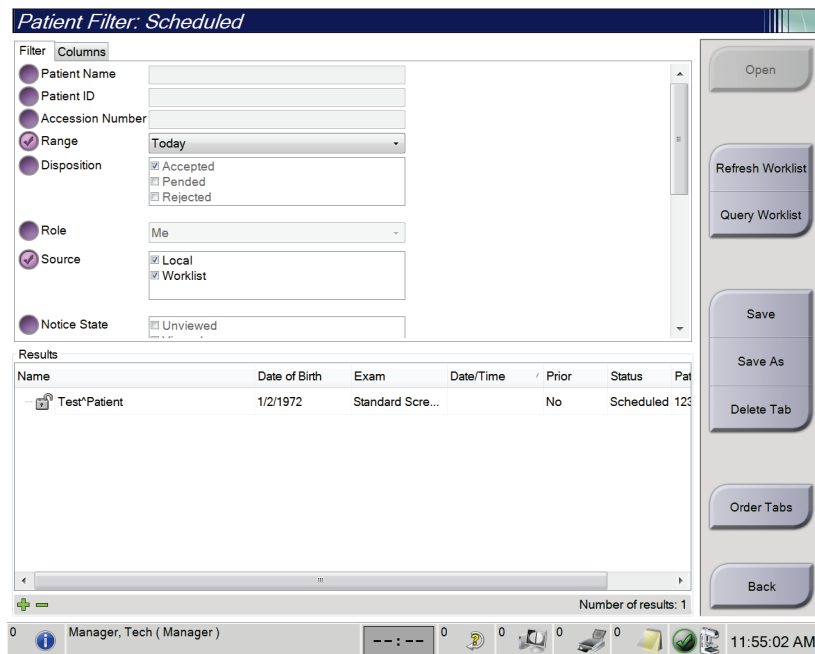 Patient Filter: Scheduled
Filter Columns
Patient Name
Patient ID
Accession Number
Range Today
Disposition Accepted
Pended
Rejected
Role Me
Source Local
Worklist
Notice State Unviewed
Results
Name Date of Birth Exam Date/Time Prior Status Pat
Test^Patient 1/2/1972 Standard Scre... No Scheduled 123
Number of results: 1
Open
Refresh Worklist
Query Worklist
Save
Save As
Delete Tab
Order Tabs
Back
0 Manager, Tech ( Manager ) --:-- 0 0 0 0 11:55:02 AM